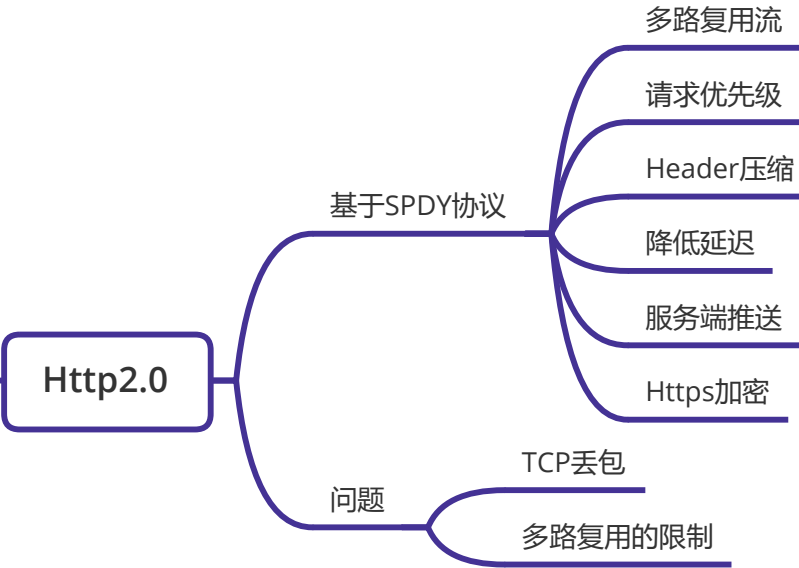 多路复用流
请求优先级
Header压缩
基于SPDY协议
降低延迟
服务端推送
Http2.0
Https加密
TCP丢包
问题
多路复用的限制